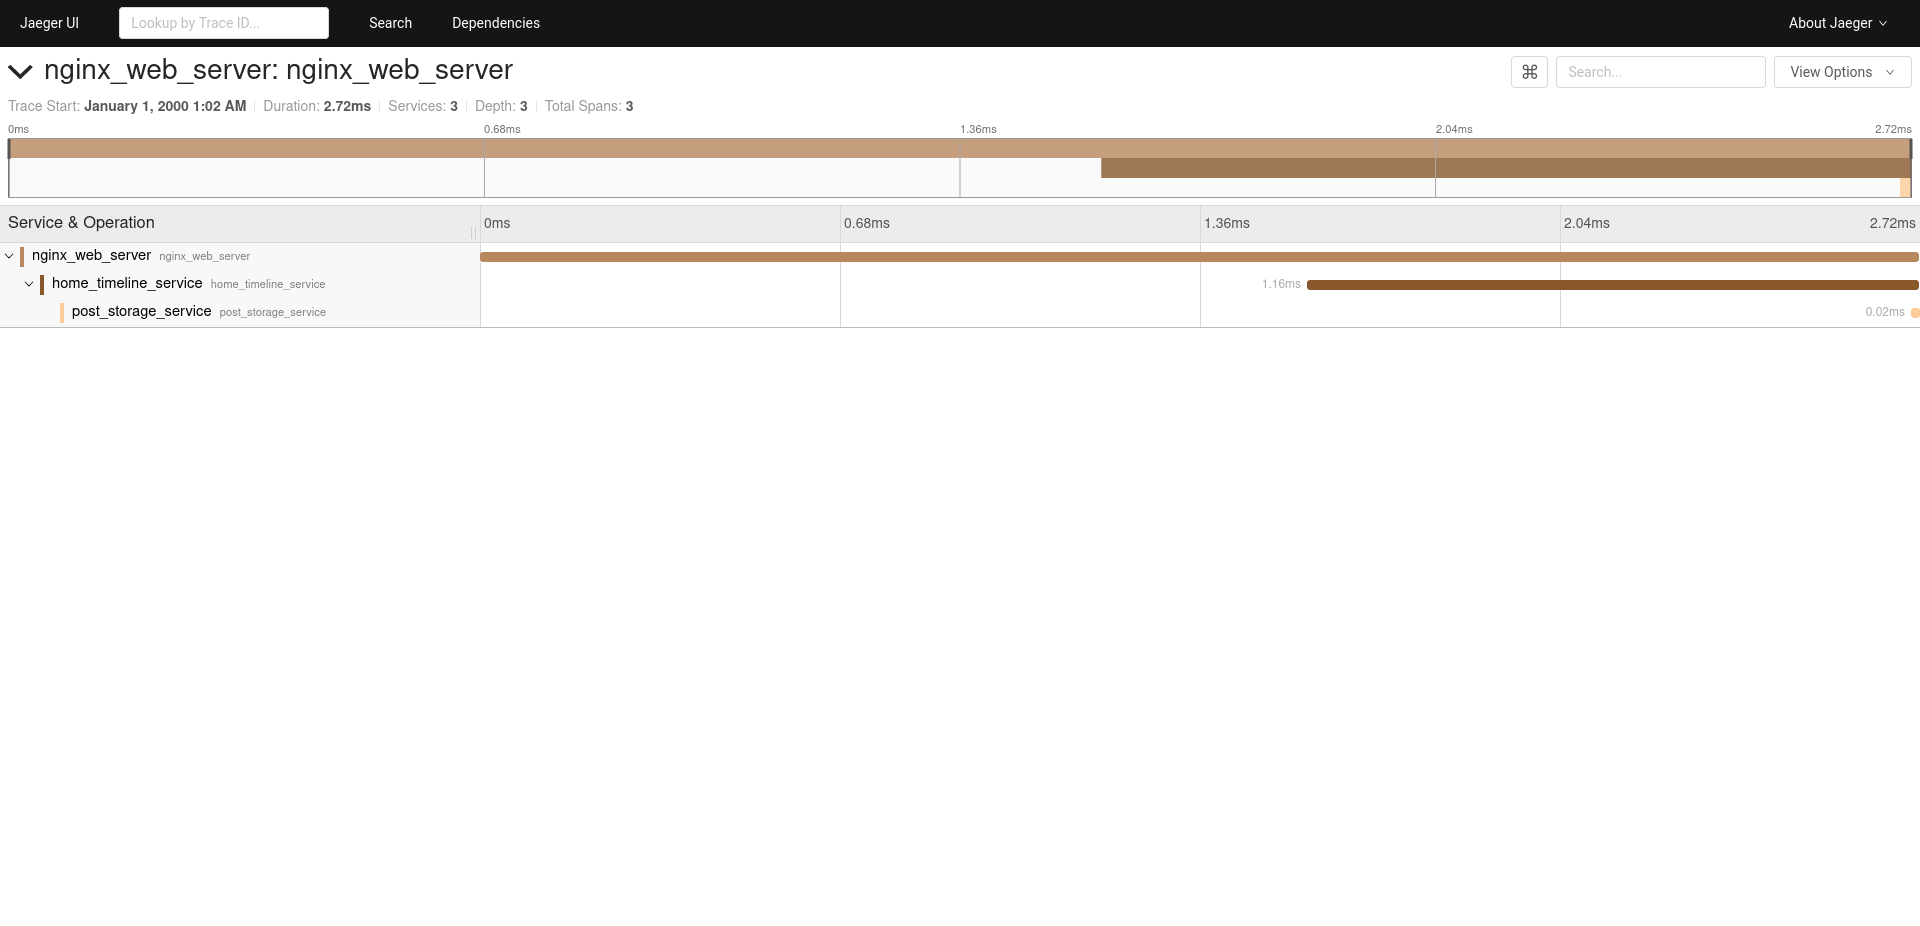 Jaeger UI Lookup by Trace ID... Search Dependencies About Jaeger
nginx_web_server: nginx_web_server ⌘ Search... View Options
Trace Start: January 1, 2000 1:02 AM Duration: 2.72ms Services: 3 Depth: 3 Total Spans: 3
0ms 0.68ms 1.36ms 2.04ms 2.72ms
Service & Operation 0ms 0.68ms 1.36ms 2.04ms 2.72ms
nginx_web_server nginx_web_server
home_timeline_service home_timeline_service 1.16ms
post_storage_service post_storage_service 0.02ms